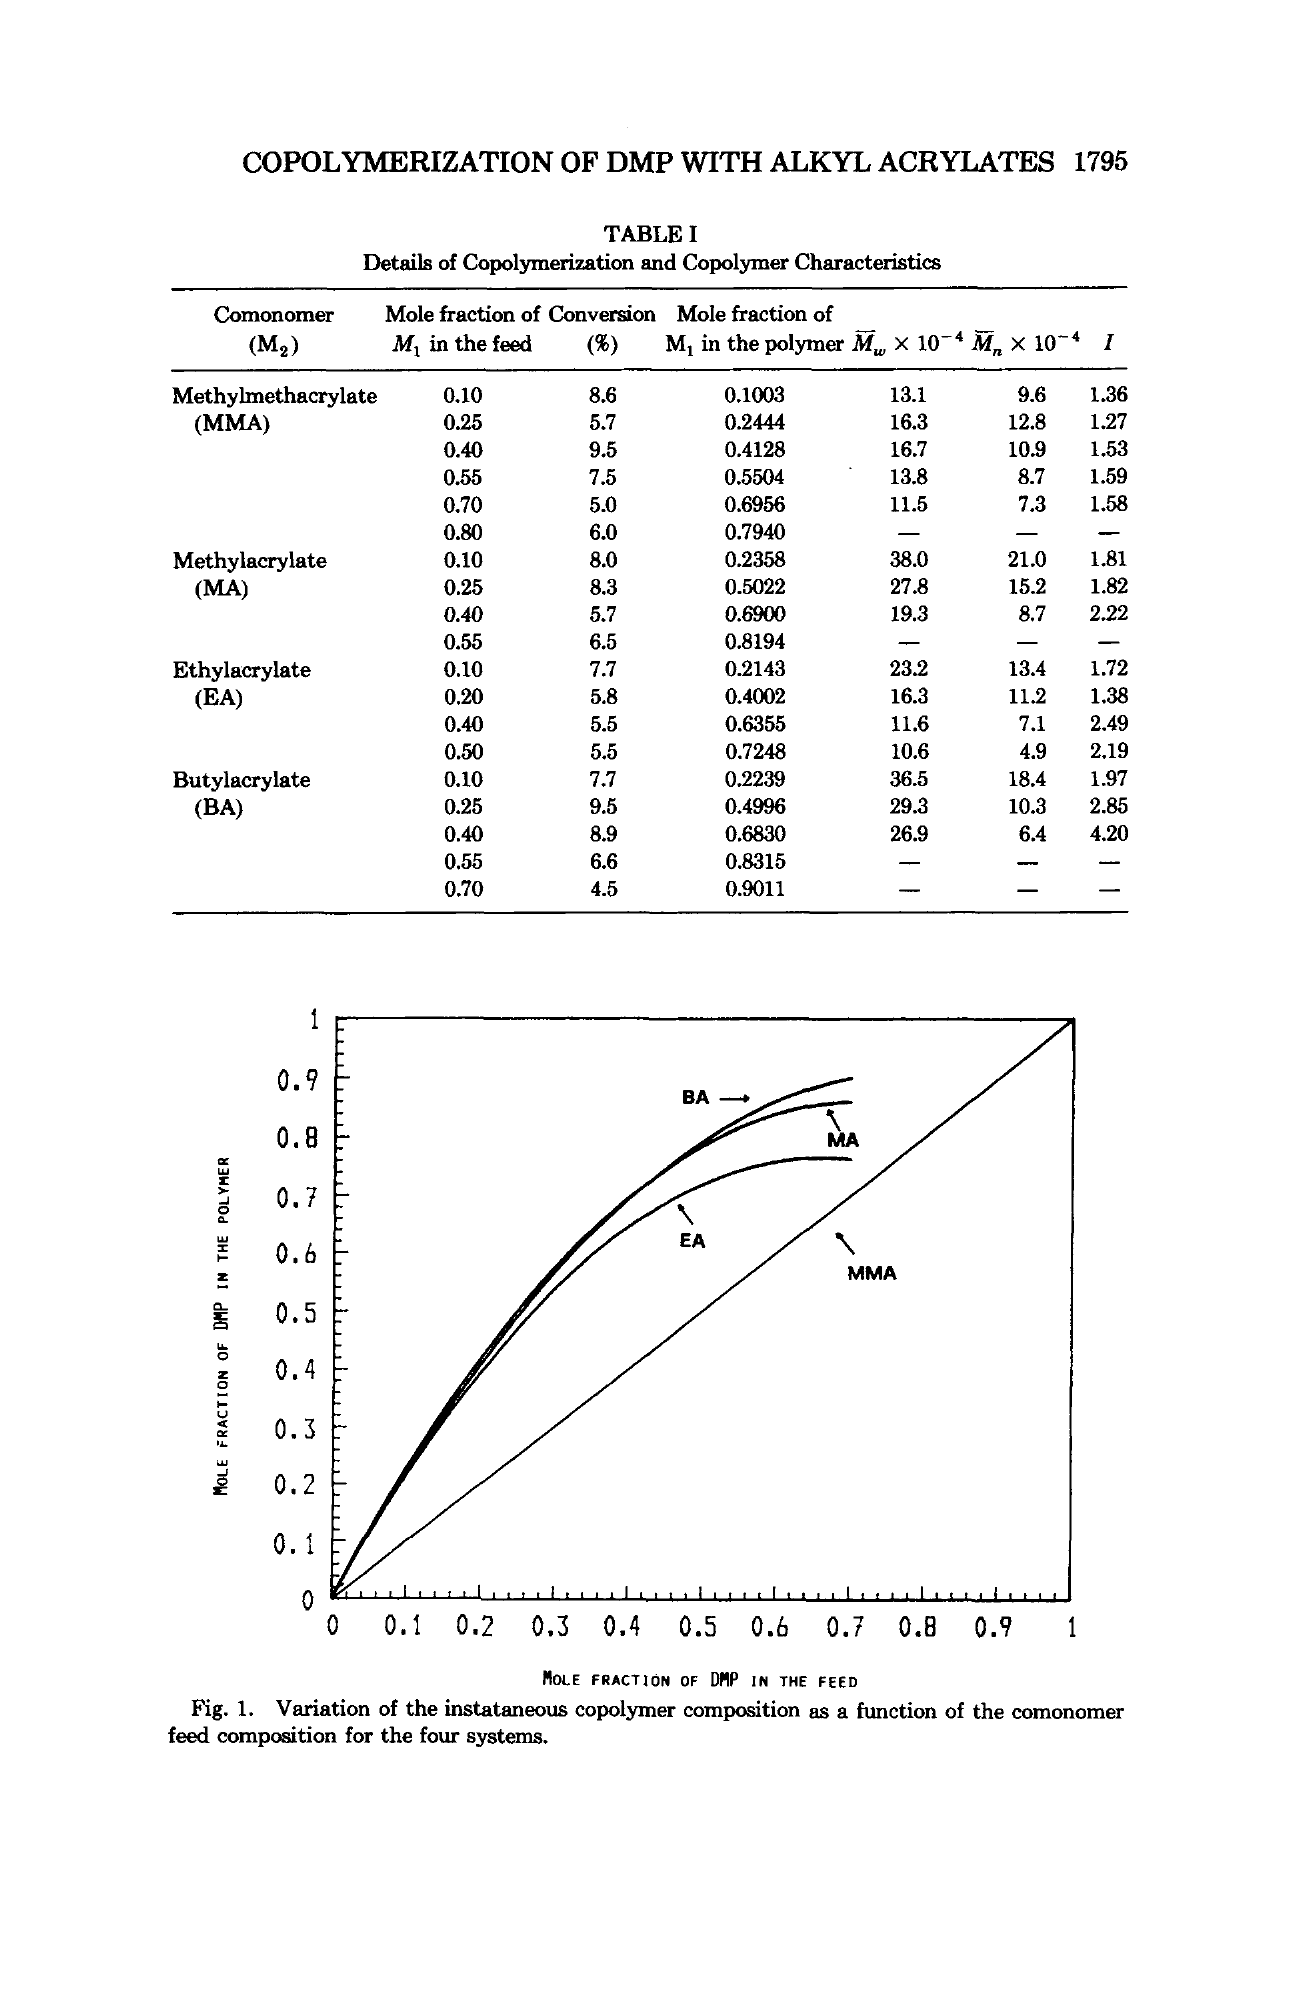 COPOLYMERIZATION OF DMP WITH ALKYL ACRYLATES 1795
TABLE I
Details of Copolymerization and Copolymer Characteristics
Comonomer Mole fraction of Conversion Mole fraction of
(M₂) M₁ in the feed (%) M₁ in the polymer M̅w × 10⁻⁴ M̅n × 10⁻⁴ I
Methylmethacrylate 0.10 8.6 0.1003 13.1 9.6 1.36
(MMA) 0.25 5.7 0.2444 16.3 12.8 1.27
0.40 9.5 0.4128 16.7 10.9 1.53
0.55 7.5 0.5504 13.8 8.7 1.59
0.70 5.0 0.6956 11.5 7.3 1.58
0.80 6.0 0.7940 — — —
Methylacrylate 0.10 8.0 0.2358 38.0 21.0 1.81
(MA) 0.25 8.3 0.5022 27.8 15.2 1.82
0.40 5.7 0.6900 19.3 8.7 2.22
0.55 6.5 0.8194 — — —
Ethylacrylate 0.10 7.7 0.2143 23.2 13.4 1.72
(EA) 0.20 5.8 0.4002 16.3 11.2 1.38
0.40 5.5 0.6355 11.6 7.1 2.49
0.50 5.5 0.7248 10.6 4.9 2.19
Butylacrylate 0.10 7.7 0.2239 36.5 18.4 1.97
(BA) 0.25 9.5 0.4996 29.3 10.3 2.85
0.40 8.9 0.6830 26.9 6.4 4.20
0.55 6.6 0.8315 — — —
0.70 4.5 0.9011 — — —
1
0.9
BA
0.8
MA
0.7
EA
0.6
MMA
0.5
0.4
0.3
0.2
0.1
0
MOLE FRACTION OF DMP IN THE POLYMER
0 0.1 0.2 0.3 0.4 0.5 0.6 0.7 0.8 0.9 1
MOLE FRACTION OF DMP IN THE FEED
Fig. 1. Variation of the instataneous copolymer composition as a function of the comonomer
feed composition for the four systems.